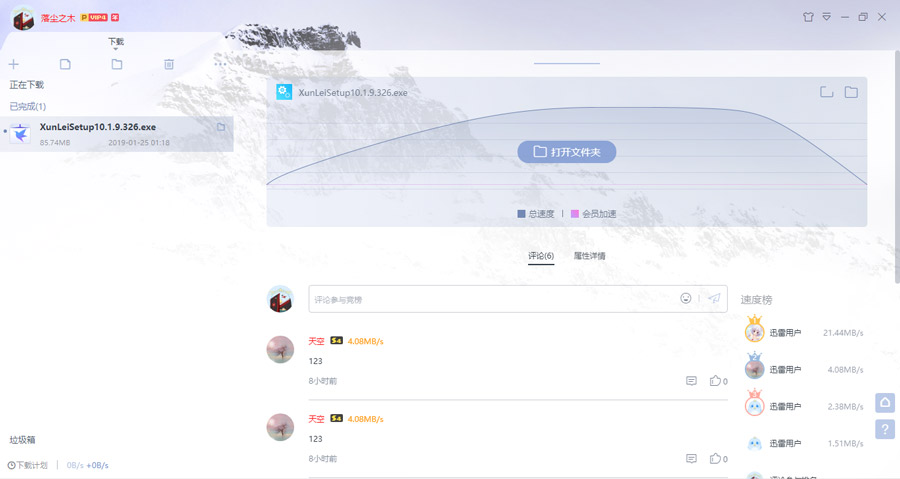 落尘之木 P VIP4
下载
正在下载
已完成(1)
XunLeiSetup10.1.9.326.exe
85.74MB 2019-01-25 01:18
垃圾箱
下载计划 0B/s +0B/s
XunLeiSetup10.1.9.326.exe
打开文件夹
总速度 会员加速
评论(6) 属性详情
评论参与竞榜
天空 S4 4.08MB/s
123
8小时前 0
天空 S4 4.08MB/s
123
8小时前 0
速度榜
1 迅雷用户 21.44MB/s
2 迅雷用户 4.08MB/s
3 迅雷用户 2.38MB/s
迅雷用户 1.51MB/s